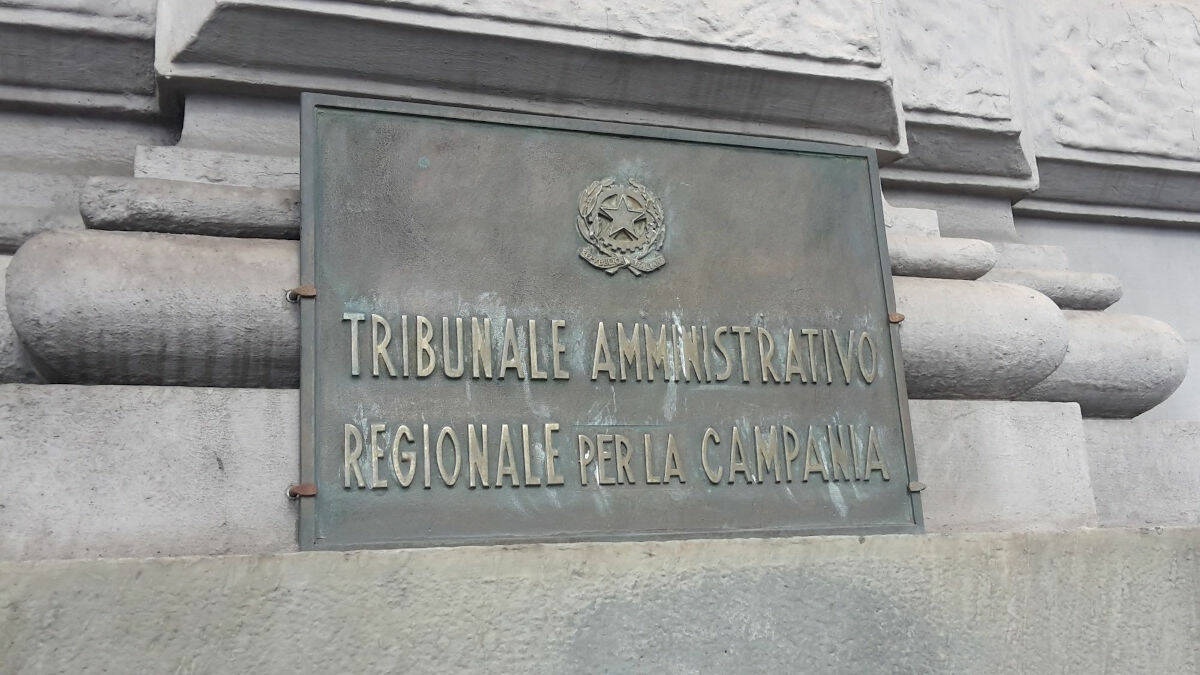 TRIBUNALE AMMINISTRATIVO
REGIONALE PER LA CAMPANIA